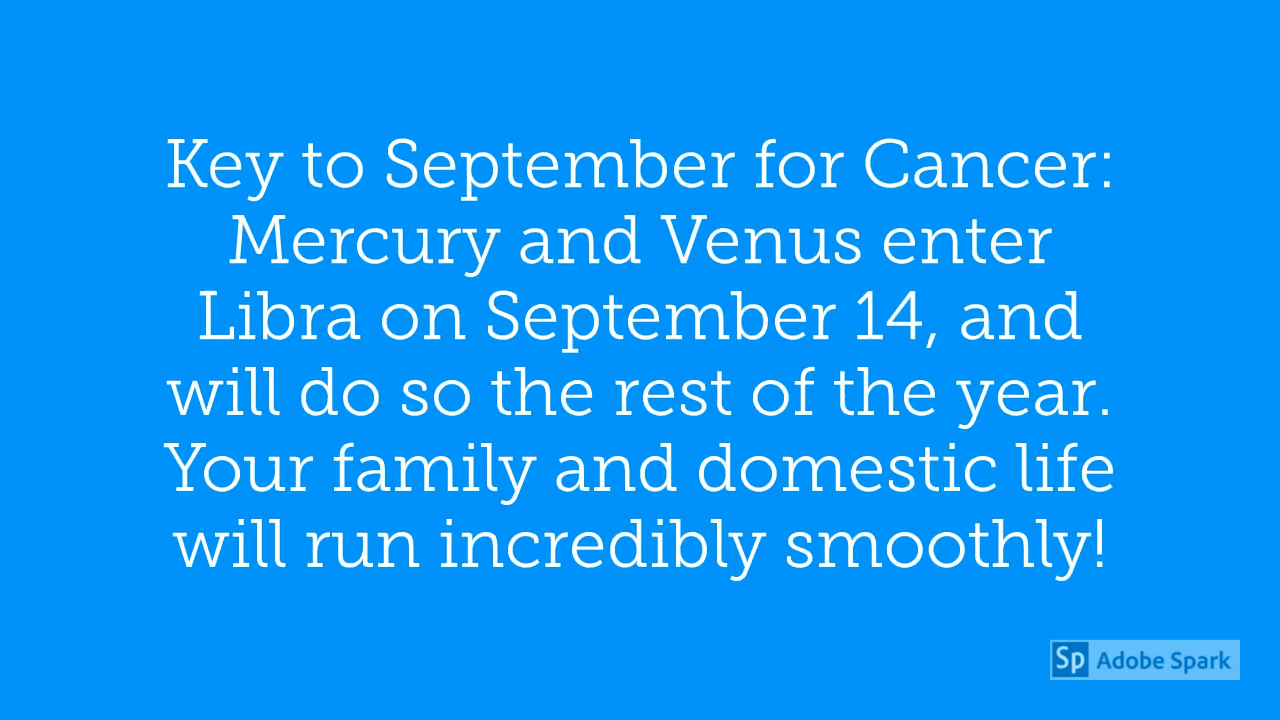 Key to September for Cancer:
Mercury and Venus enter
Libra on September 14, and
will do so the rest of the year.
Your family and domestic life
will run incredibly smoothly!
Sp Adobe Spark